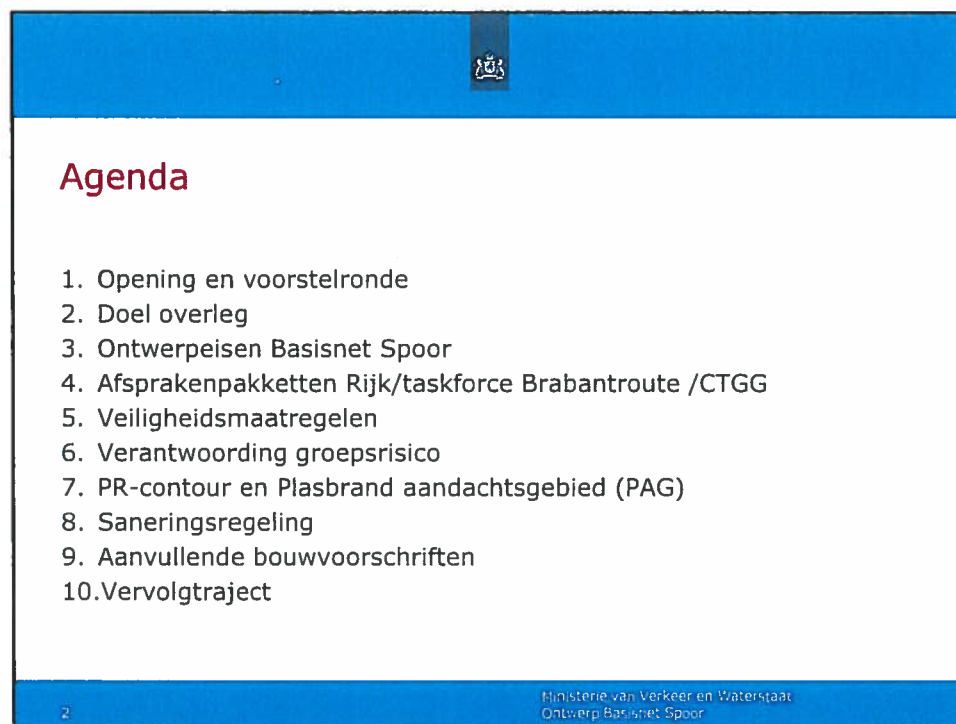 Agenda
1. Opening en voorstelronde
2. Doel overleg
3. Ontwerpeisen Basisnet Spoor
4. Afsprakenpakketten Rijk/taskforce Brabantroute /CTGG
5. Veiligheidsmaatregelen
6. Verantwoording groepsrisico
7. PR-contour en Plasbrand aandachtsgebied (PAG)
8. Saneringsregeling
9. Aanvullende bouwvoorschriften
10.Vervolgtraject
2
Ministerie van Verkeer en Waterstaat
Ontwerp Basisnet Spoor